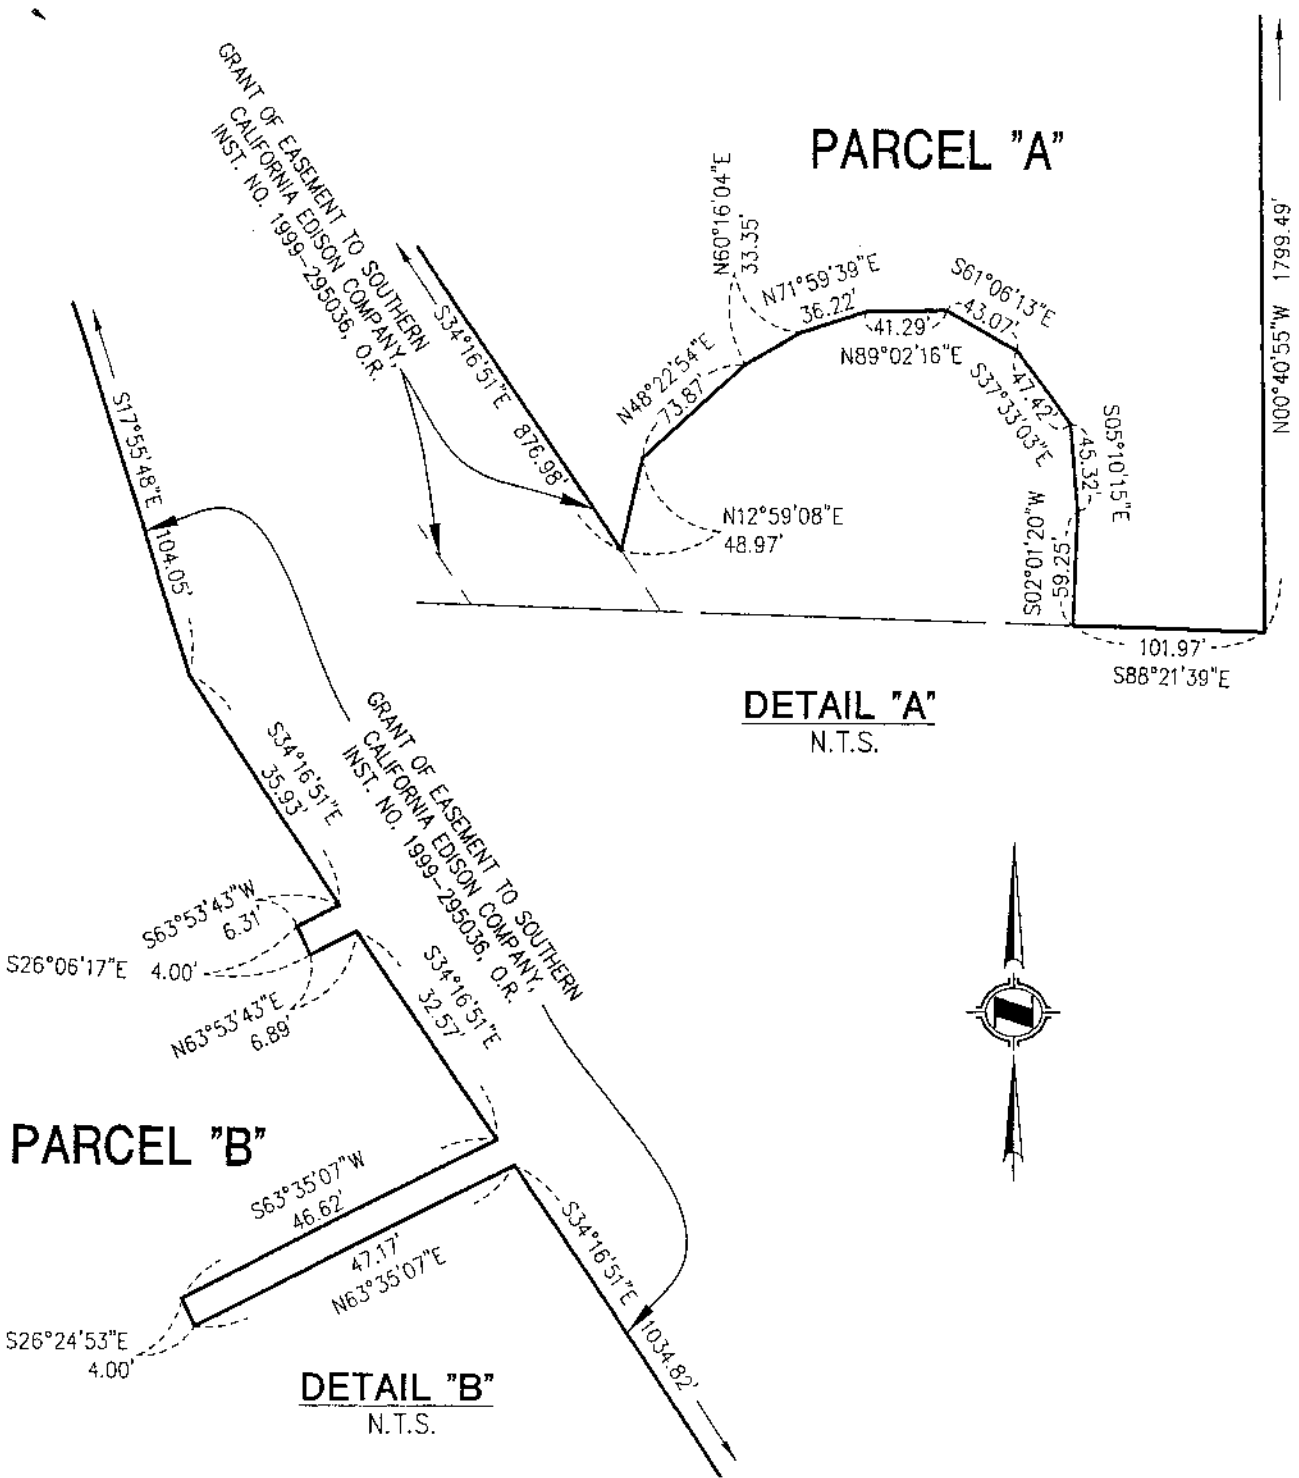 GRANT OF EASEMENT TO SOUTHERN
CALIFORNIA EDISON COMPANY,
INST. NO. 1999-295036, O.R.
PARCEL "A"
N00°40'55"W 1799.49'
S34°16'51"E 876.98'
N12°59'08"E
48.97'
N48°22'54"E
73.87'
N60°16'04"E
33.35'
N71°59'39"E
36.22'
41.29'
N89°02'16"E
S61°06'13"E
43.07'
47.42'
S37°33'03"E
S05°10'15"E
45.32'
S02°01'20"W
59.25'
101.97'
S88°21'39"E
DETAIL "A"
N.T.S.
S17°55'48"E 104.05'
S34°16'51"E
35.93'
GRANT OF EASEMENT TO SOUTHERN
CALIFORNIA EDISON COMPANY,
INST. NO. 1999-295036, O.R.
S63°53'43"W
6.31'
S26°06'17"E 4.00'
N63°53'43"E
6.89'
S34°16'51"E
32.57'
PARCEL "B"
S63°35'07"W
46.62'
47.17'
N63°35'07"E
S26°24'53"E
4.00'
S34°16'51"E 1034.82'
DETAIL "B"
N.T.S.